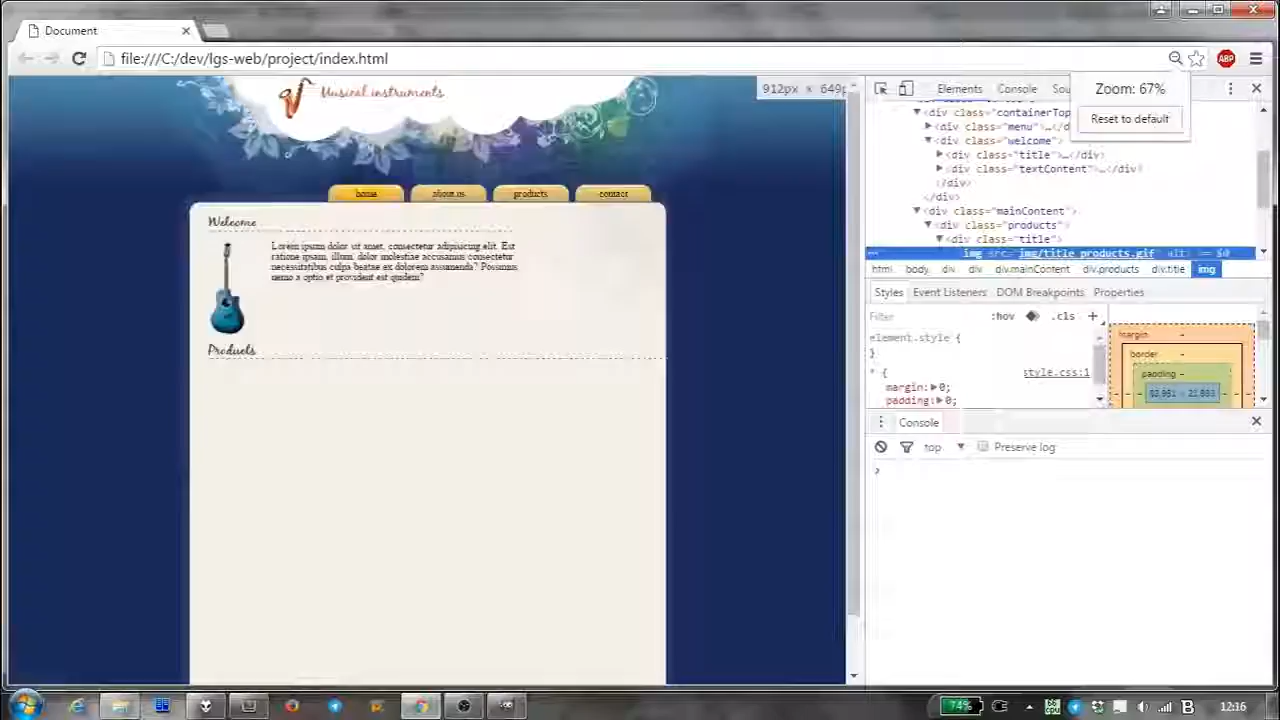 Document
file:///C:/dev/lgs-web/project/index.html
ABP
Musical instruments
912px × 649p
Elements Console Sou
Zoom: 67%
Reset to default
<div class="containerTop
<div class="menu">…</d
<div class="welcome">
<div class="title">…</div>
<div class="textContent">…</div>
</div>
</div>
<div class="mainContent">
<div class="products">
<div class="title">
img src= img/title_products.gif alt == $0
html body div div div.mainContent div.products div.title img
Styles Event Listeners DOM Breakpoints Properties
Filter :hov .cls +
element.style {
}
* { style.css:1
margin: 0;
padding: 0;
margin -
border -
padding -
home about us products contact
Welcome
Lorem ipsum dolor sit amet, consectetur adipisicing elit. Est
ratione ipsam, illum, dolor molestiae accusamus consectetur
necessitatibus culpa beatae ex dolorem assumenda? Possimus
nemo a optio et provident est quidem?
Products
Console
top Preserve log
74%
12:16